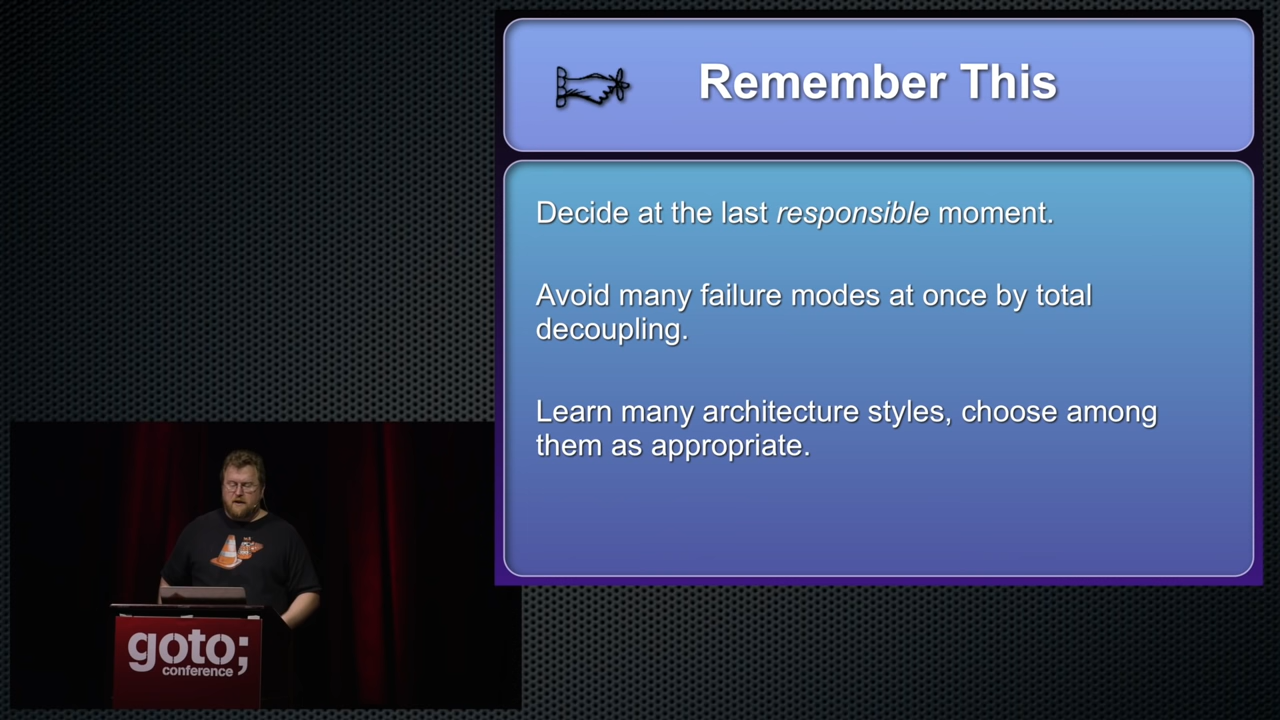 Remember This
Decide at the last responsible moment.
Avoid many failure modes at once by total
decoupling.
Learn many architecture styles, choose among
them as appropriate.
goto;
conference